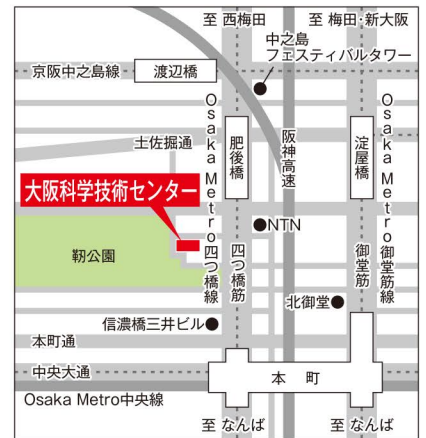 至 西梅田
至 梅田・新大阪
中之島
フェスティバルタワー
京阪中之島線
渡辺橋
土佐掘通
Osaka Metro四つ橋線
肥後橋
阪神高速
淀屋橋
Osaka Metro御堂筋線
大阪科学技術センター
NTN
靭公園
四つ橋筋
御堂筋
北御堂
信濃橋三井ビル
本町通
中央大通
本町
Osaka Metro中央線
至 なんば
至 なんば